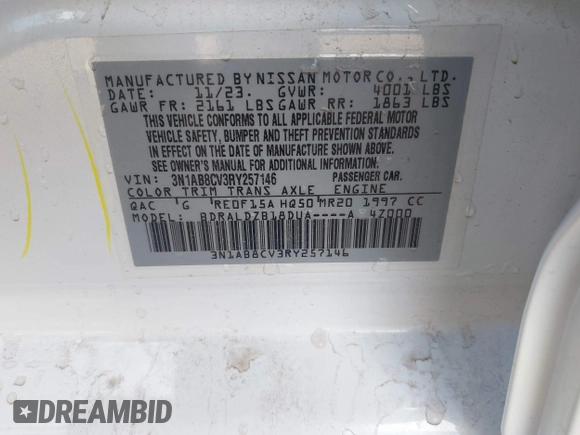 MANUFACTURED BY NISSAN MOTOR CO., LTD.
DATE: 11/23. GVWR: 4001 LBS
GAWR FR: 2161 LBS GAWR RR: 1863 LBS
THIS VEHICLE CONFORMS TO ALL APPLICABLE FEDERAL MOTOR
VEHICLE SAFETY, BUMPER AND THEFT PREVENTION STANDARDS
IN EFFECT ON THE DATE OF MANUFACTURE SHOWN ABOVE.
SEE OWNER'S MANUAL FOR ADDITIONAL INFORMATION.
VIN: 3N1AB8CV3RY257146 PASSENGER CAR.
COLOR TRIM TRANS AXLE ENGINE
QAC G RE0F15A HQ50 MR20 1997 CC
MODEL: BDRALDZB18DUA----A 4Z000
3N1AB8CV3RY257146
DREAMBID